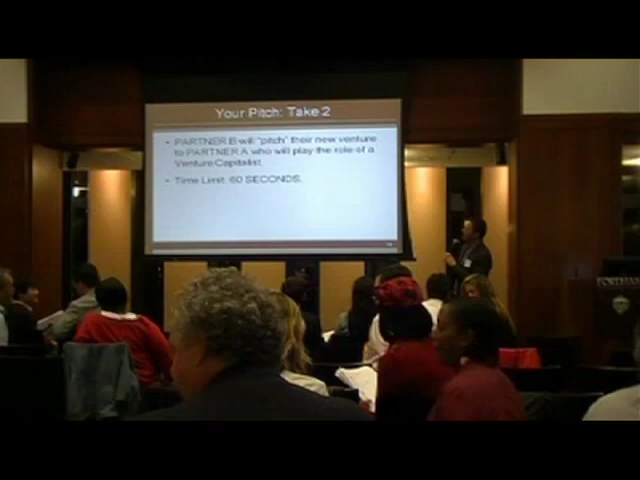 Your Pitch: Take 2
• PARTNER B will "pitch" their new venture
to PARTNER A who will play the role of a
Venture Capitalist.
• Time Limit: 60 SECONDS.
FORDHAM